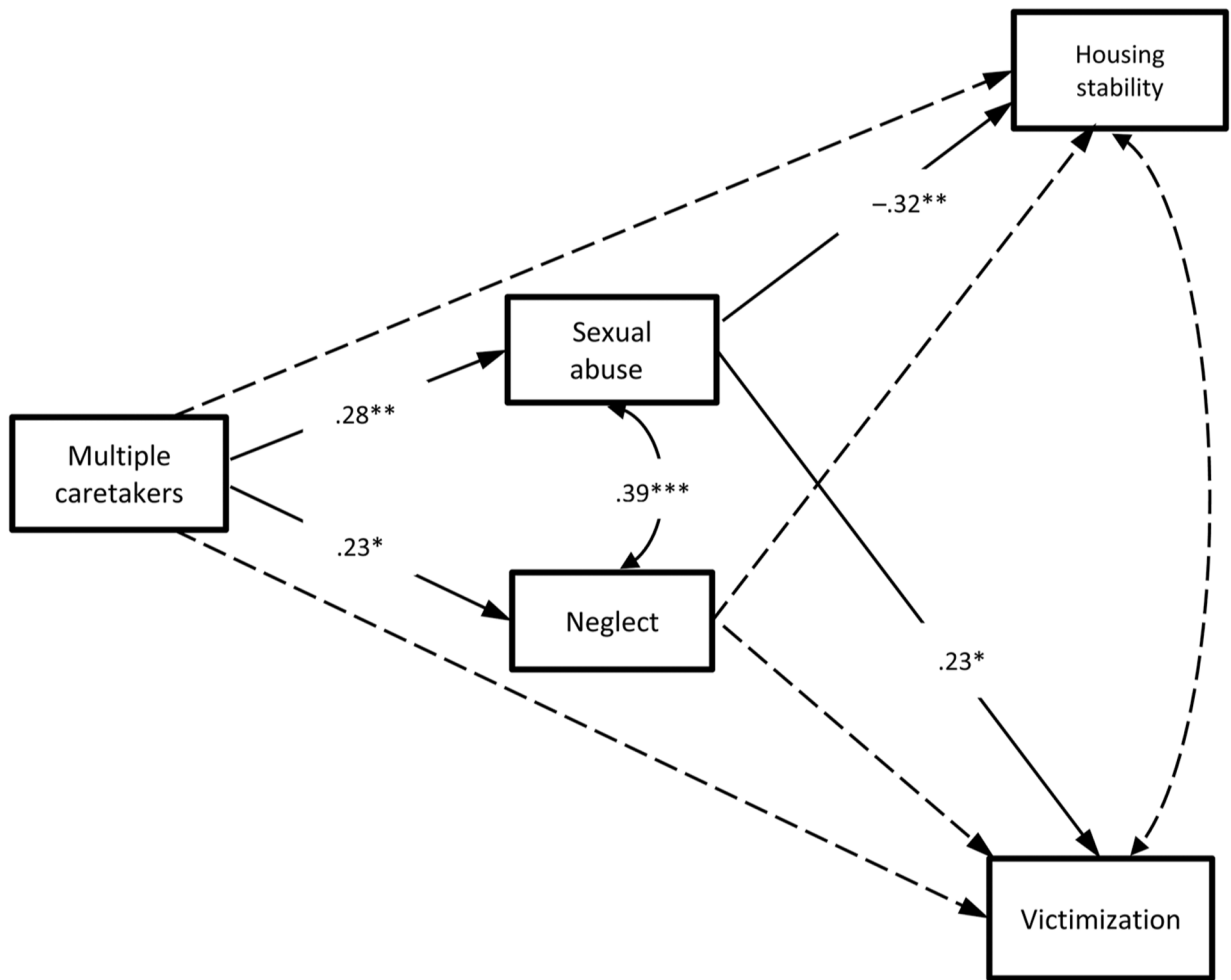 Housing
stability
–.32**
Sexual
abuse
.28**
Multiple
caretakers
.39***
.23*
Neglect
.23*
Victimization